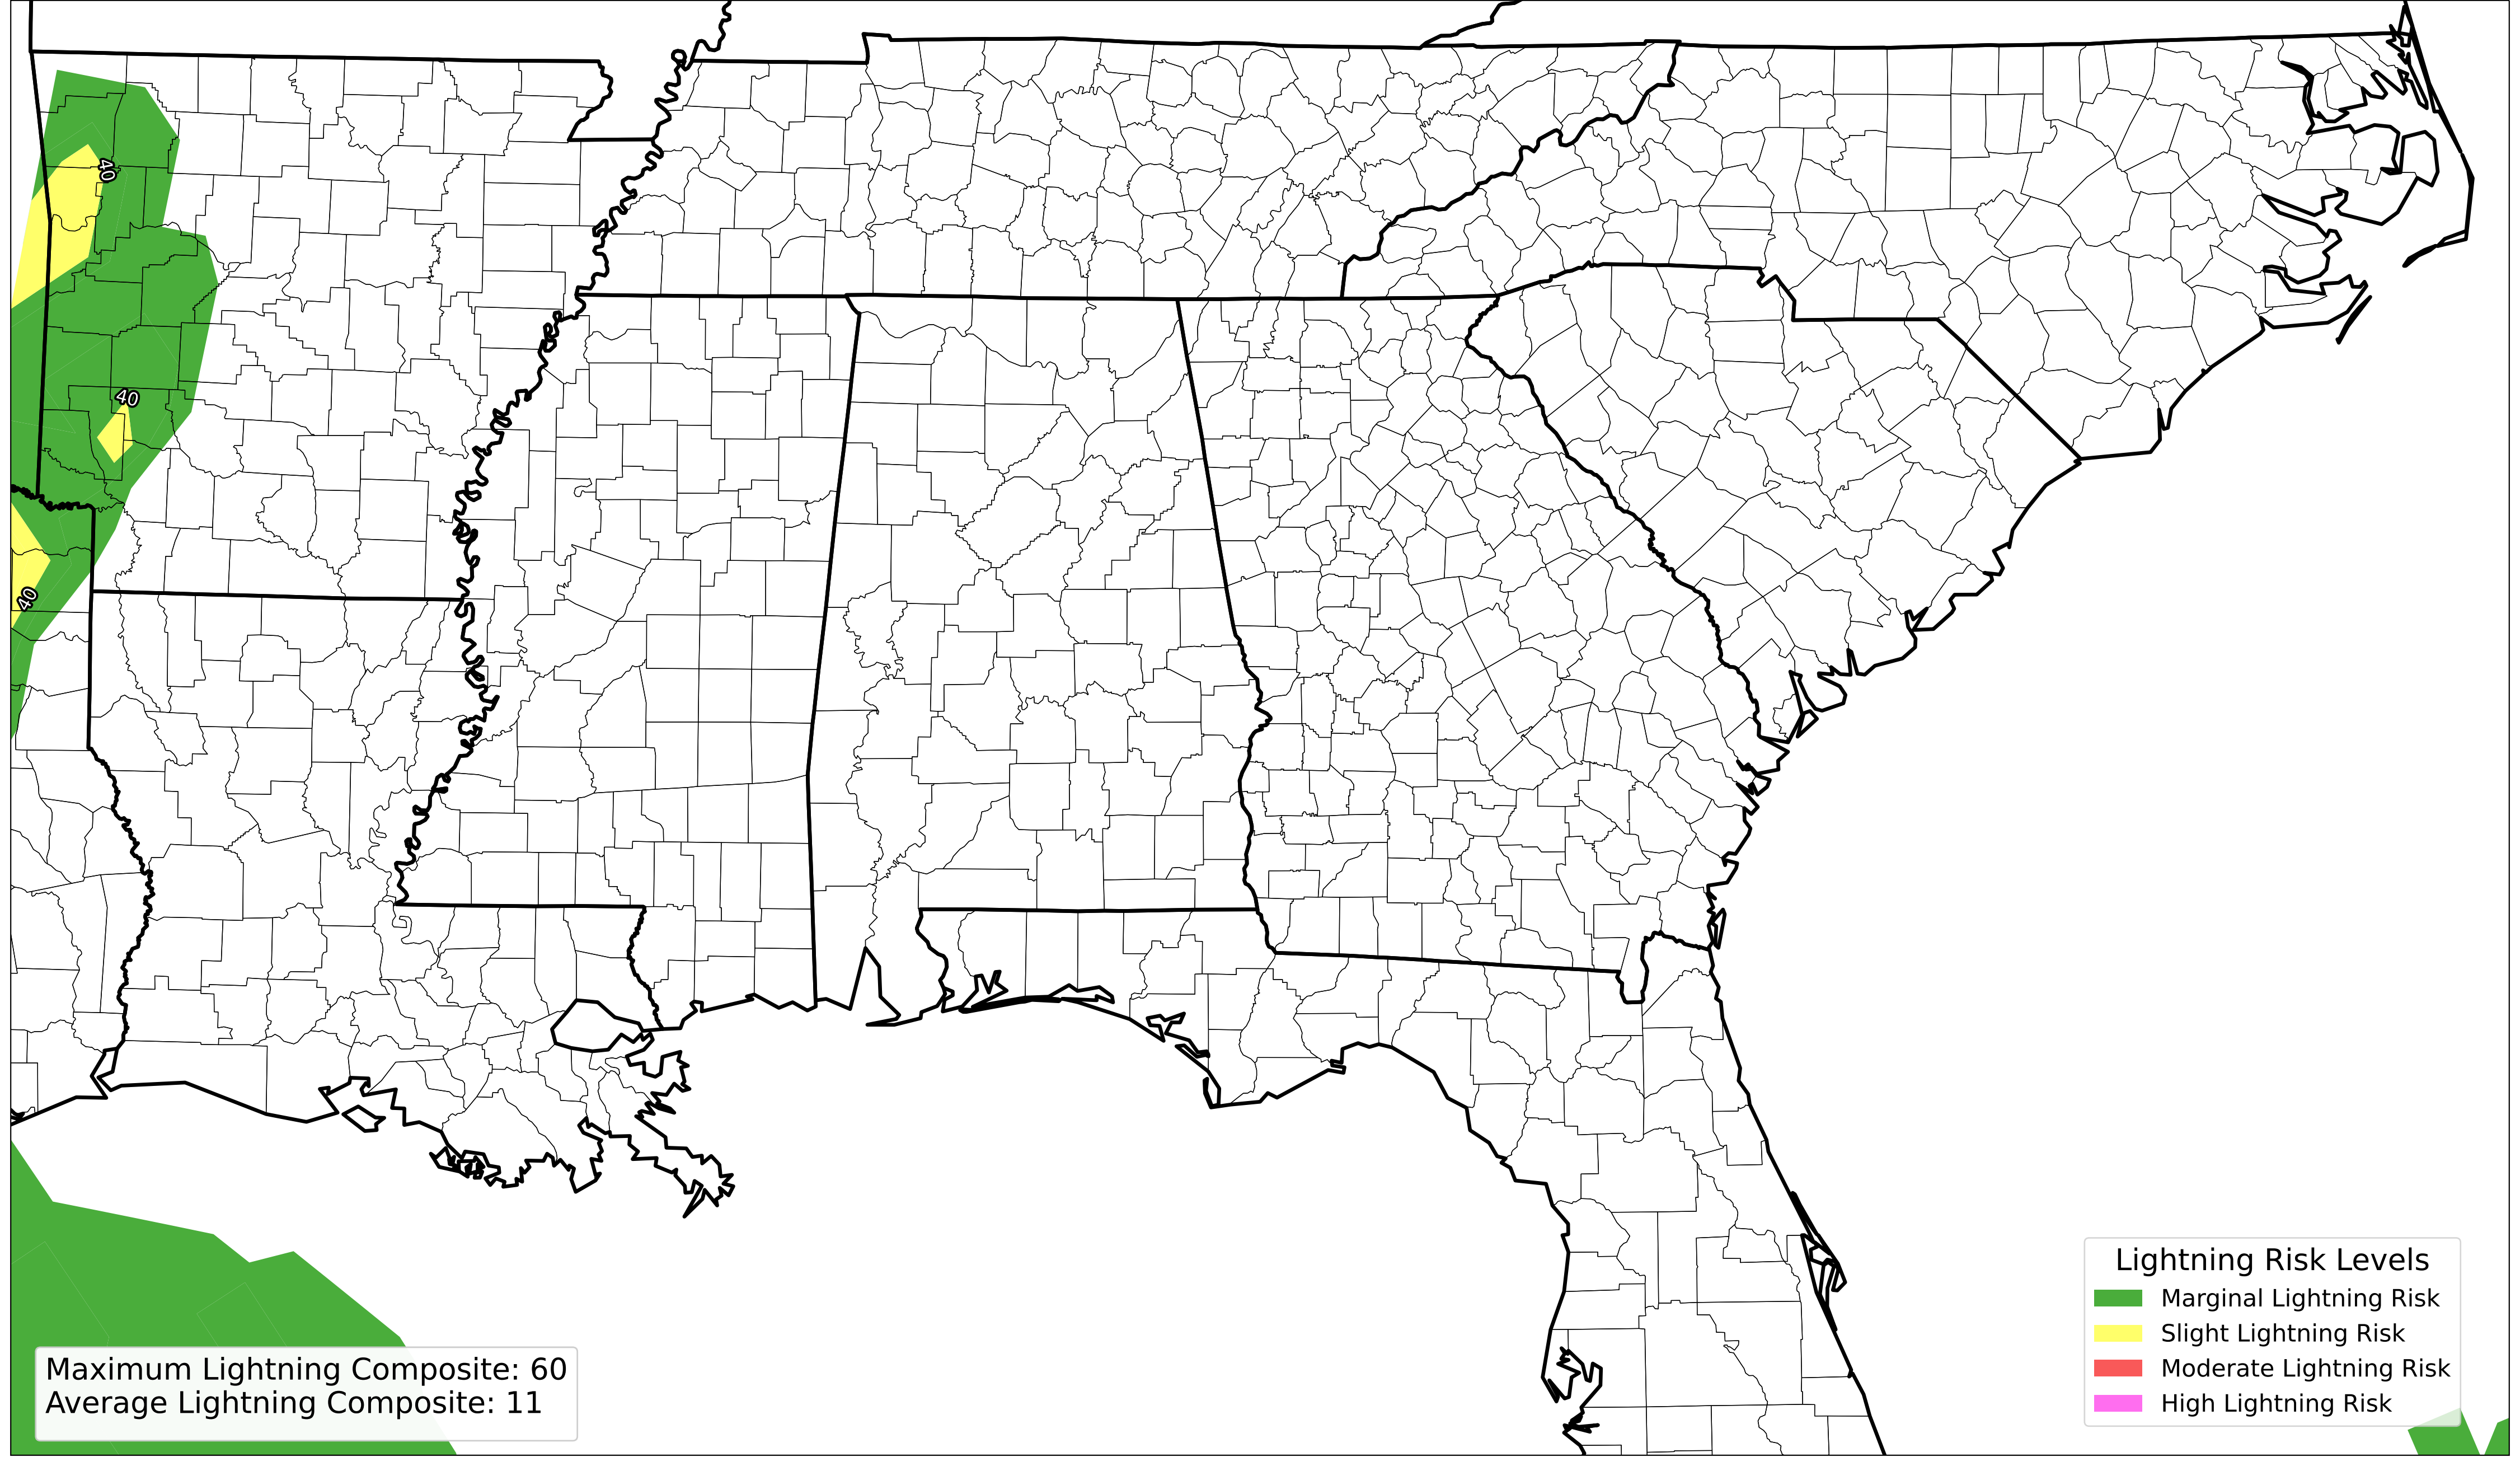 40
40
40
Lightning Risk Levels
Marginal Lightning Risk
Slight Lightning Risk
Moderate Lightning Risk
High Lightning Risk
Maximum Lightning Composite: 60
Average Lightning Composite: 11